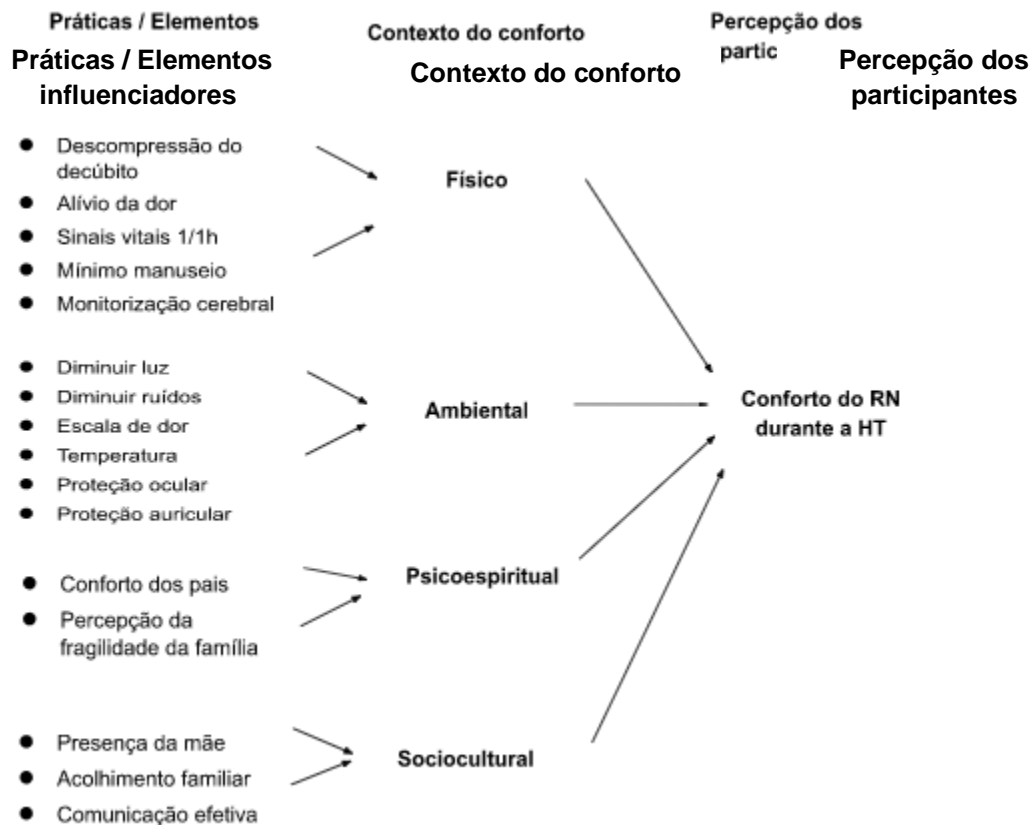 Práticas / Elementos
Contexto do conforto
Percepção dos
partic
Práticas / Elementos
influenciadores
Contexto do conforto
Percepção dos
participantes
● Descompressão do
decúbito
● Alívio da dor
● Sinais vitais 1/1h
● Mínimo manuseio
● Monitorização cerebral
Físico
● Diminuir luz
● Diminuir ruídos
● Escala de dor
● Temperatura
● Proteção ocular
● Proteção auricular
Ambiental
Conforto do RN
durante a HT
● Conforto dos pais
● Percepção da
fragilidade da família
Psicoespiritual
● Presença da mãe
● Acolhimento familiar
● Comunicação efetiva
Sociocultural